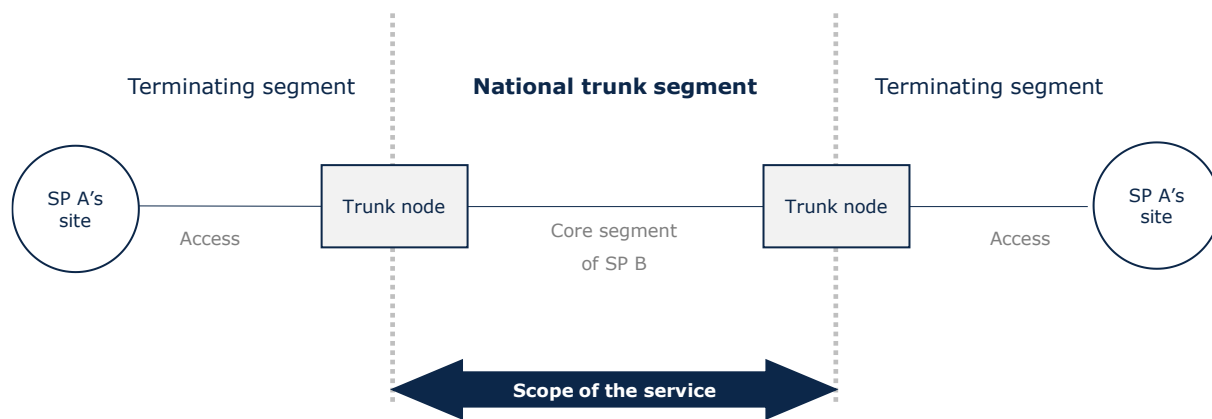 Terminating segment
National trunk segment
Terminating segment
SP A's
site
Access
Trunk node
Core segment
of SP B
Trunk node
Access
SP A's
site
Scope of the service